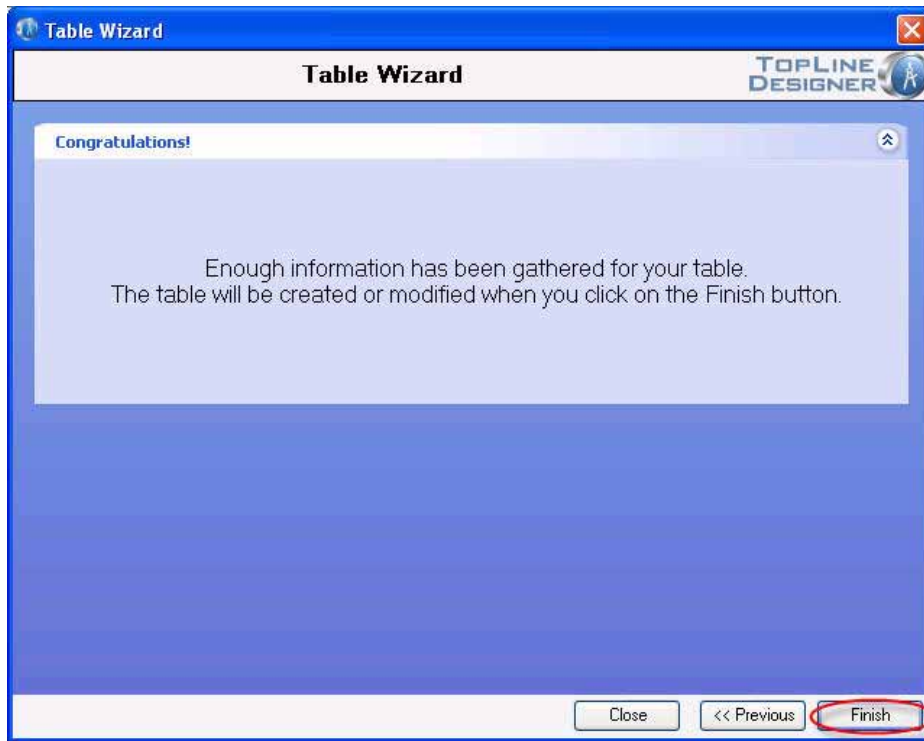 Table Wizard
Table Wizard
TOPLINE
DESIGNER
Congratulations!
Enough information has been gathered for your table.
The table will be created or modified when you click on the Finish button.
Close
<< Previous
Finish